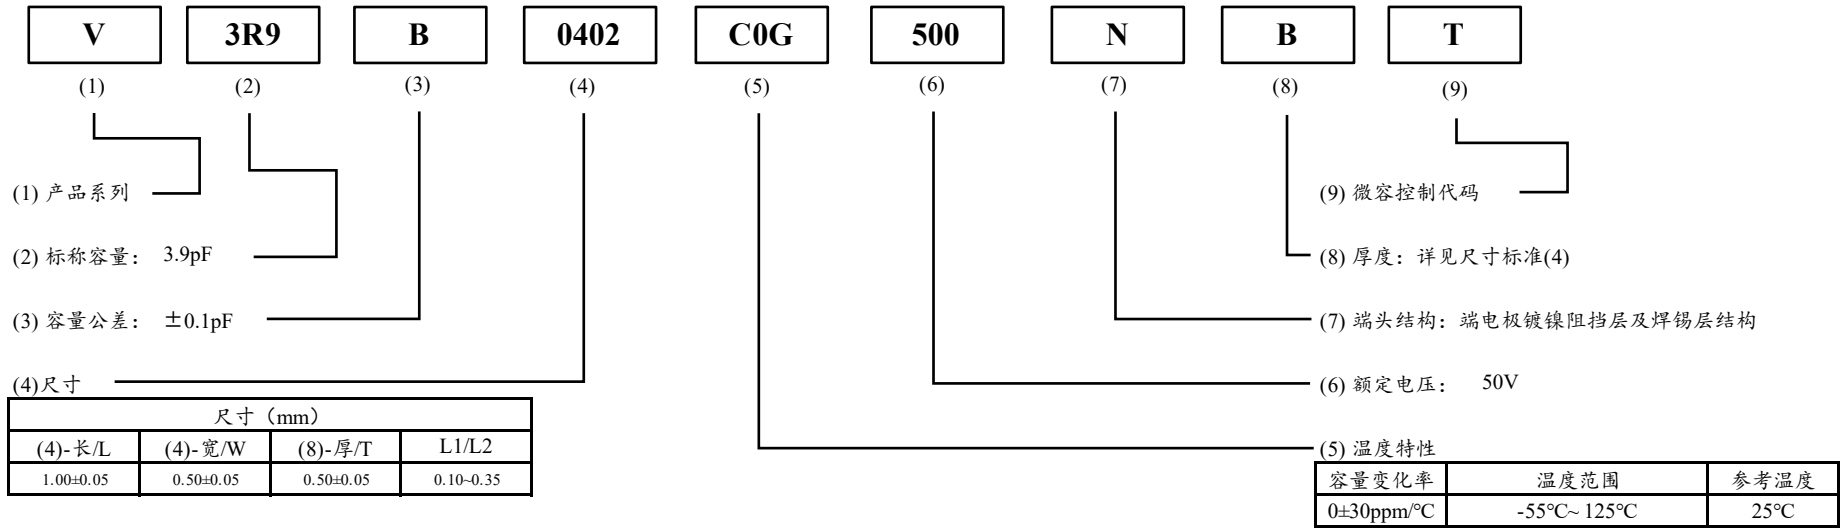 V 3R9 B 0402 C0G 500 N B T
(1) (2) (3) (4) (5) (6) (7) (8) (9)
(1) 产品系列
(9) 微容控制代码
(2) 标称容量： 3.9pF
(8) 厚度：详见尺寸标准(4)
(3) 容量公差： ±0.1pF
(7) 端头结构：端电极镀镍阻挡层及焊锡层结构
(4)尺寸
(6) 额定电压： 50V
尺寸（mm）
(4)-长/L (4)-宽/W (8)-厚/T L1/L2
1.00±0.05 0.50±0.05 0.50±0.05 0.10~0.35
(5) 温度特性
容量变化率 温度范围 参考温度
0±30ppm/℃ -55℃~ 125℃ 25℃